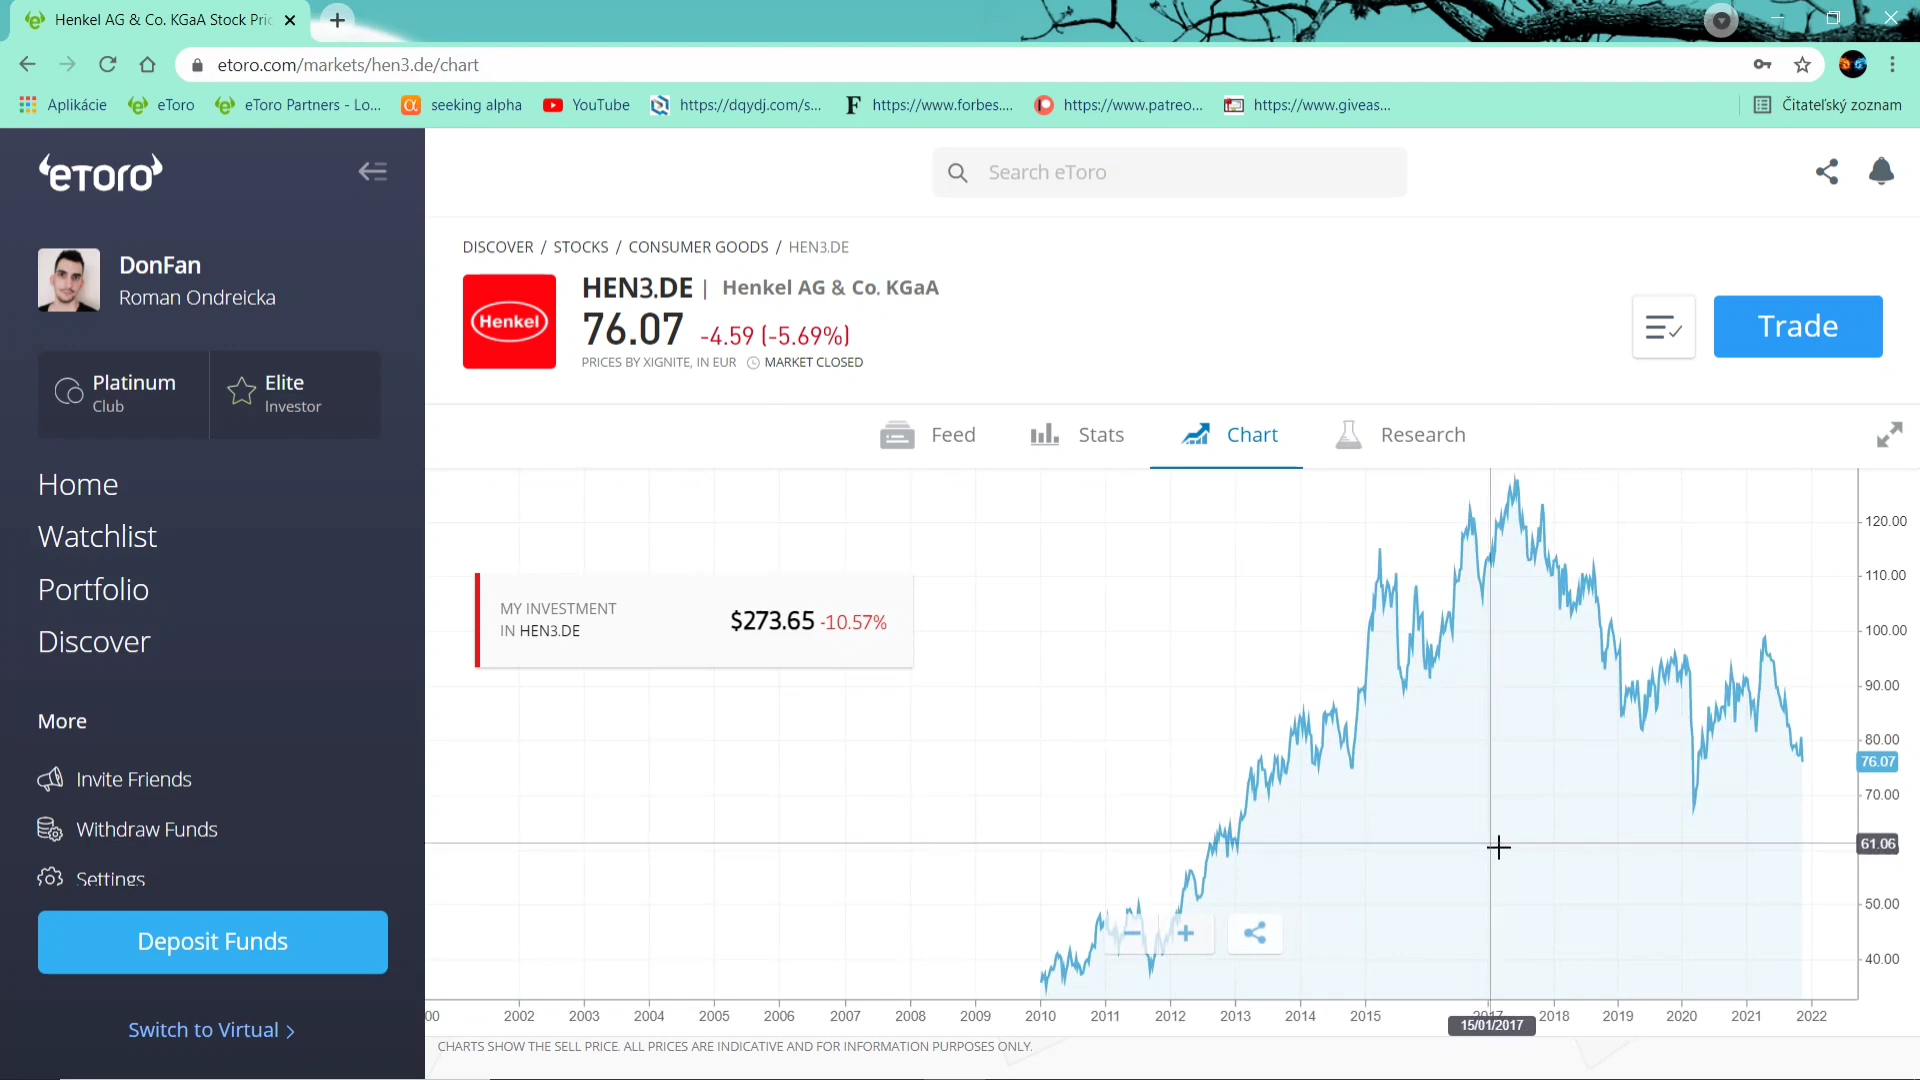 Henkel AG & Co. KGaA Stock Pric
etoro.com/markets/hen3.de/chart
Aplikácie
eToro
eToro Partners - Lo...
seeking alpha
YouTube
https://dqydj.com/s...
https://www.forbes....
https://www.patreo...
https://www.giveas...
Čitateľský zoznam
eToro
Search eToro
DonFan
Roman Ondreicka
Platinum
Club
Elite
Investor
Home
Watchlist
Portfolio
Discover
More
Invite Friends
Withdraw Funds
Settings
Deposit Funds
Switch to Virtual >
DISCOVER / STOCKS / CONSUMER GOODS / HEN3.DE
Henkel
HEN3.DE | Henkel AG & Co. KGaA
76.07 -4.59 (-5.69%)
PRICES BY XIGNITE, IN EUR MARKET CLOSED
Trade
Feed
Stats
Chart
Research
MY INVESTMENT
IN HEN3.DE
$273.65 -10.57%
120.00
110.00
100.00
90.00
80.00
76.07
70.00
61.06
50.00
40.00
00 2002 2003 2004 2005 2006 2007 2008 2009 2010 2011 2012 2013 2014 2015 2017 2018 2019 2020 2021 2022
15/01/2017
CHARTS SHOW THE SELL PRICE. ALL PRICES ARE INDICATIVE AND FOR INFORMATION PURPOSES ONLY.